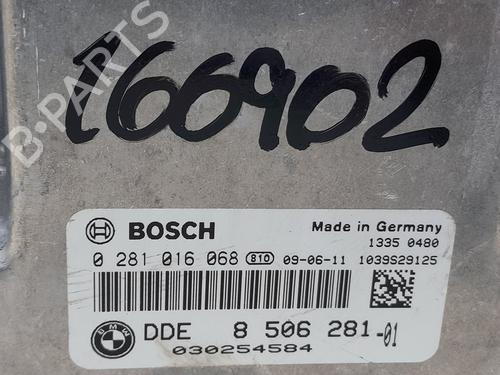 B-PARTS
166902
BOSCH
Made in Germany
1335 0480
0 281 016 068 810 09-06-11 1039S29125
BMW
DDE 8 506 281-01
030254584